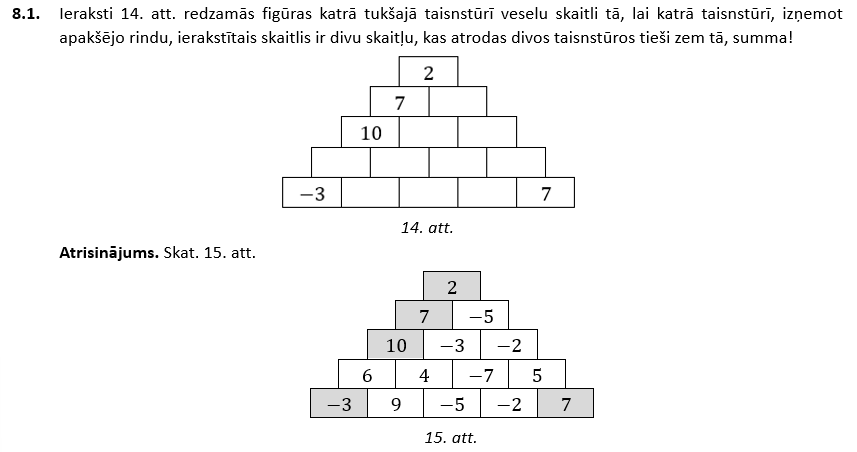 8.1. Ieraksti 14. att. redzamās figūras katrā tukšajā taisnstūrī veselu skaitli tā, lai katrā taisnstūrī, izņemot
apakšējo rindu, ierakstītais skaitlis ir divu skaitļu, kas atrodas divos taisnstūros tieši zem tā, summa!
2
7
10
−3 7
14. att.
Atrisinājums. Skat. 15. att.
2
7 −5
10 −3 −2
6 4 −7 5
−3 9 −5 −2 7
15. att.